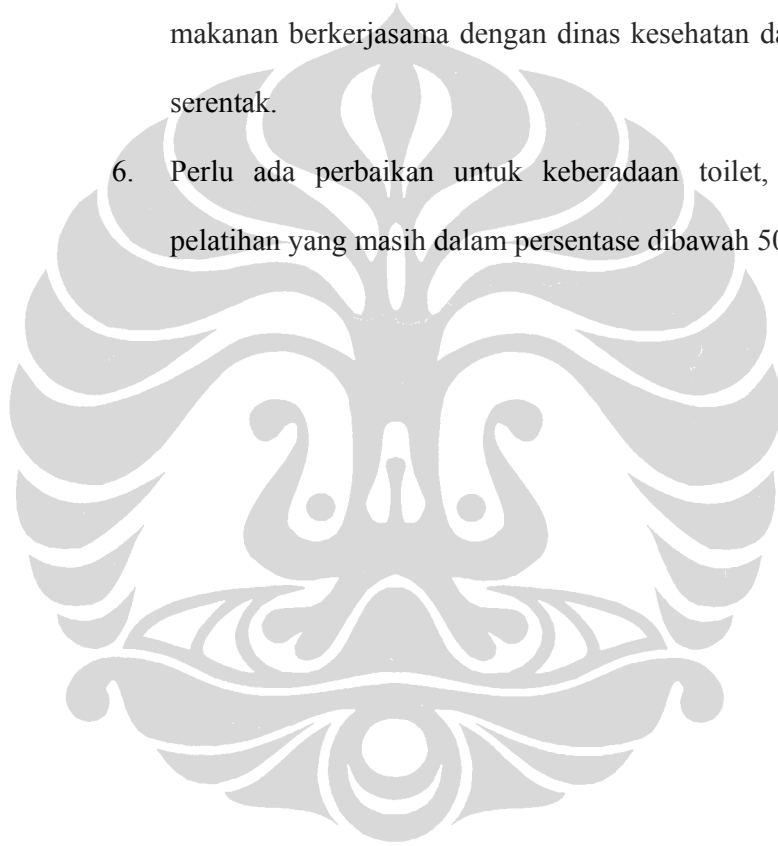 makanan berkerjasama dengan dinas kesehatan
serentak.
6. Perlu ada perbaikan untuk keberadaan toilet,
pelatihan yang masih dalam persentase dibawah